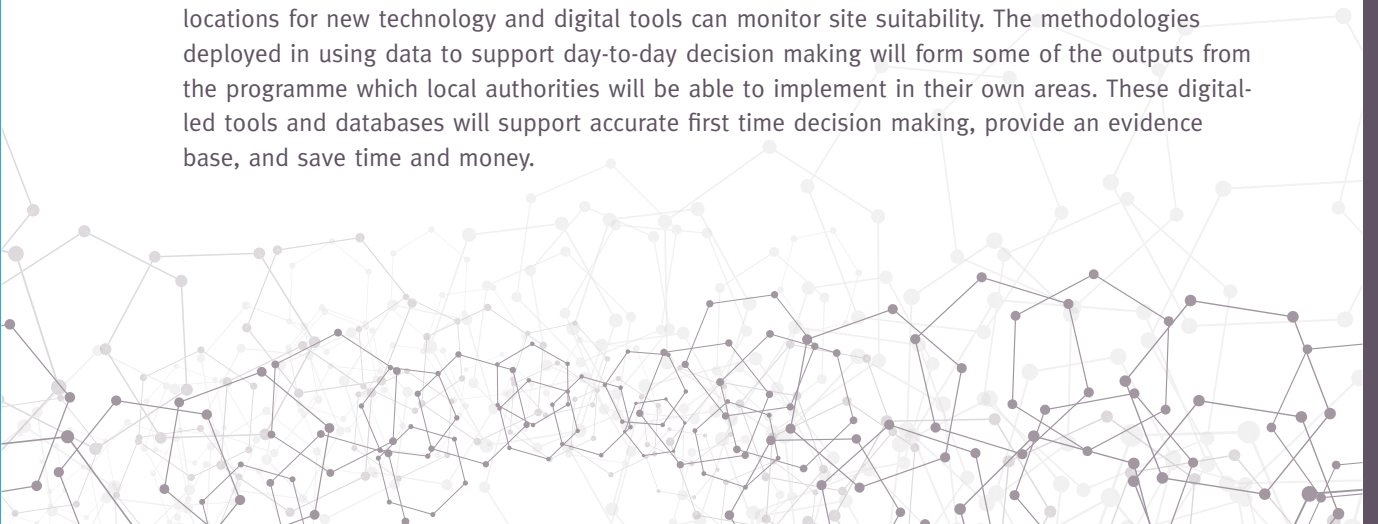 locations for new technology and digital tools can monitor site suitability. The methodologies
deployed in using data to support day-to-day decision making will form some of the outputs from
the programme which local authorities will be able to implement in their own areas. These digital-
led tools and databases will support accurate first time decision making, provide an evidence
base, and save time and money.